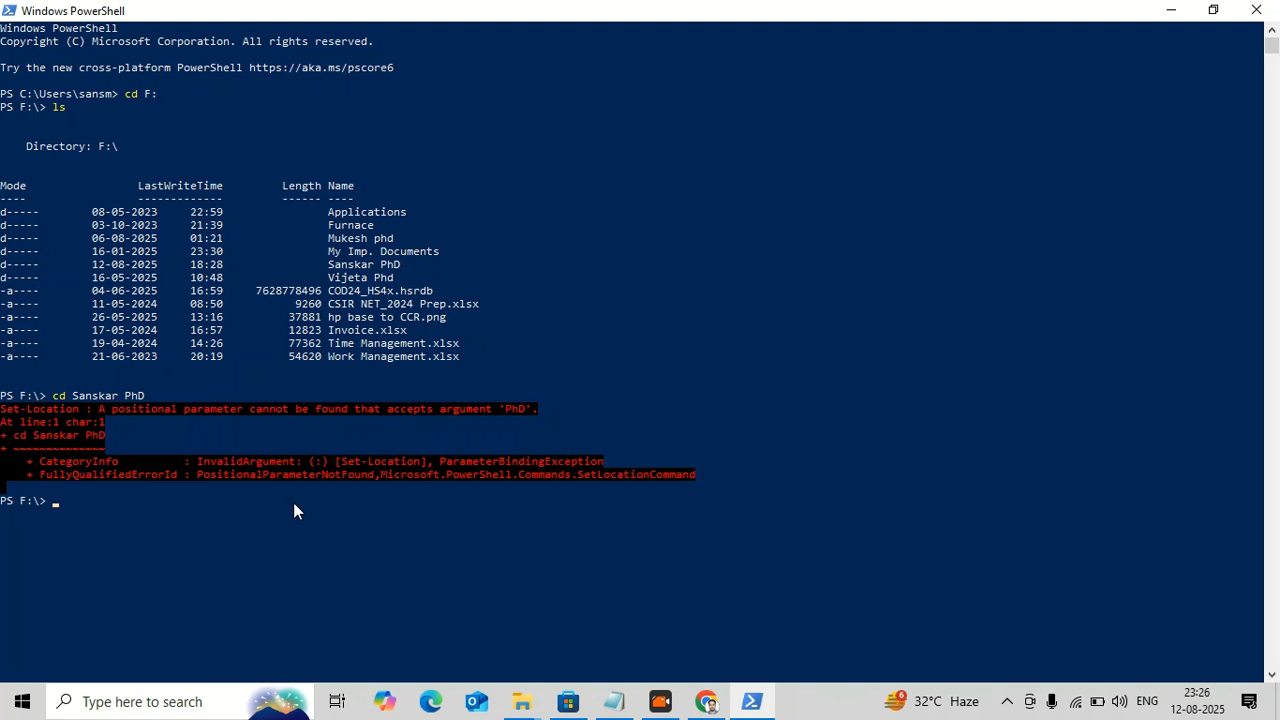 Windows PowerShell
Windows PowerShell
Copyright (C) Microsoft Corporation. All rights reserved.
Try the new cross-platform PowerShell https://aka.ms/pscore6
PS C:\Users\sansm> cd F:
PS F:\> ls
Directory: F:\
Mode LastWriteTime Length Name
---- ------------- ------ ----
d----- 08-05-2023 22:59 Applications
d----- 03-10-2023 21:39 Furnace
d----- 06-08-2025 01:21 Mukesh phd
d----- 16-01-2025 23:30 My Imp. Documents
d----- 12-08-2025 18:28 Sanskar PhD
d----- 16-05-2025 10:48 Vijeta Phd
-a---- 04-06-2025 16:59 7628778496 COD24_HS4x.hsrdb
-a---- 11-05-2024 08:50 9260 CSIR NET_2024 Prep.xlsx
-a---- 26-05-2025 13:16 37881 hp base to CCR.png
-a---- 17-05-2024 16:57 12823 Invoice.xlsx
-a---- 19-04-2024 14:26 77362 Time Management.xlsx
-a---- 21-06-2023 20:19 54620 Work Management.xlsx
PS F:\> cd Sanskar PhD
Set-Location : A positional parameter cannot be found that accepts argument 'PhD'.
At line:1 char:1
+ cd Sanskar PhD
+ ~~~~~~~~~~~~~~
+ CategoryInfo : InvalidArgument: (:) [Set-Location], ParameterBindingException
+ FullyQualifiedErrorId : PositionalParameterNotFound,Microsoft.PowerShell.Commands.SetLocationCommand
PS F:\> _
Type here to search
6
32°C Haze
ENG
23:26
12-08-2025